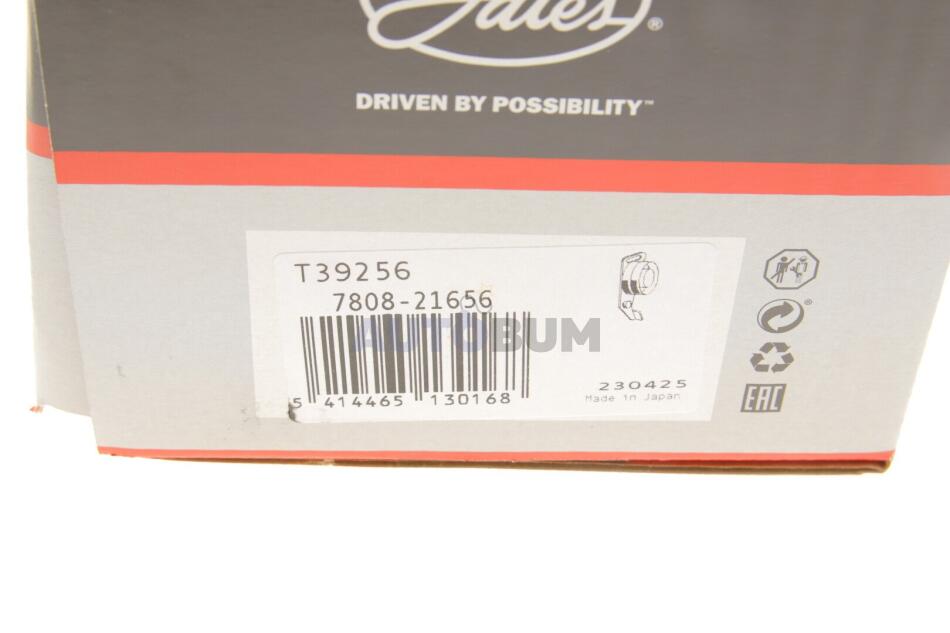 Gates®
DRIVEN BY POSSIBILITY™
T39256
7808-21656
AUTOBUM
5 414465 130168
230425
Made in Japan
EAC